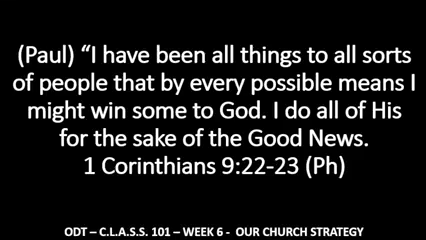 (Paul) “I have been all things to all sorts
of people that by every possible means I
might win some to God. I do all of His
for the sake of the Good News.
1 Corinthians 9:22-23 (Ph)
ODT – C.L.A.S.S. 101 – WEEK 6 - OUR CHURCH STRATEGY